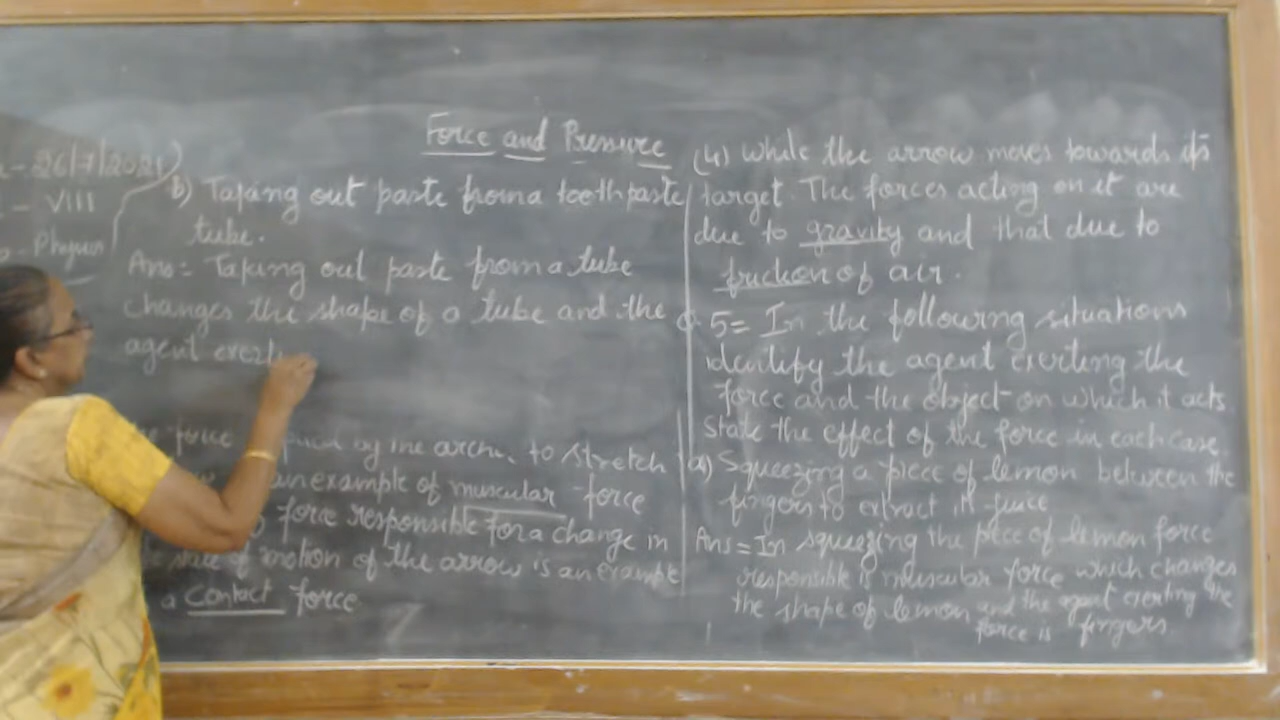 Force and Pressure
- 26/7/2021
- VIII
- Physics
b) Taking out paste from a toothpaste
tube.
Ans= Taking out paste from a tube
changes the shape of a tube and the
agent exerti
force by the to stretch
an example of muscular force
force responsible for a change in
state of motion of the arrow is an example
a contact force
(4) While the arrow moves towards its
target. The forces acting on it are
due to gravity and that due to
friction of air.
Q 5= In the following situations
identify the agent exerting the
force and the object on which it acts
State the effect of the force in each case.
(a) Squeezing a piece of lemon between the
fingers to extract its juice
Ans= In squeezing the piece of lemon force
responsible is muscular force which changes
the shape of lemon and the agent exerting the
force is fingers